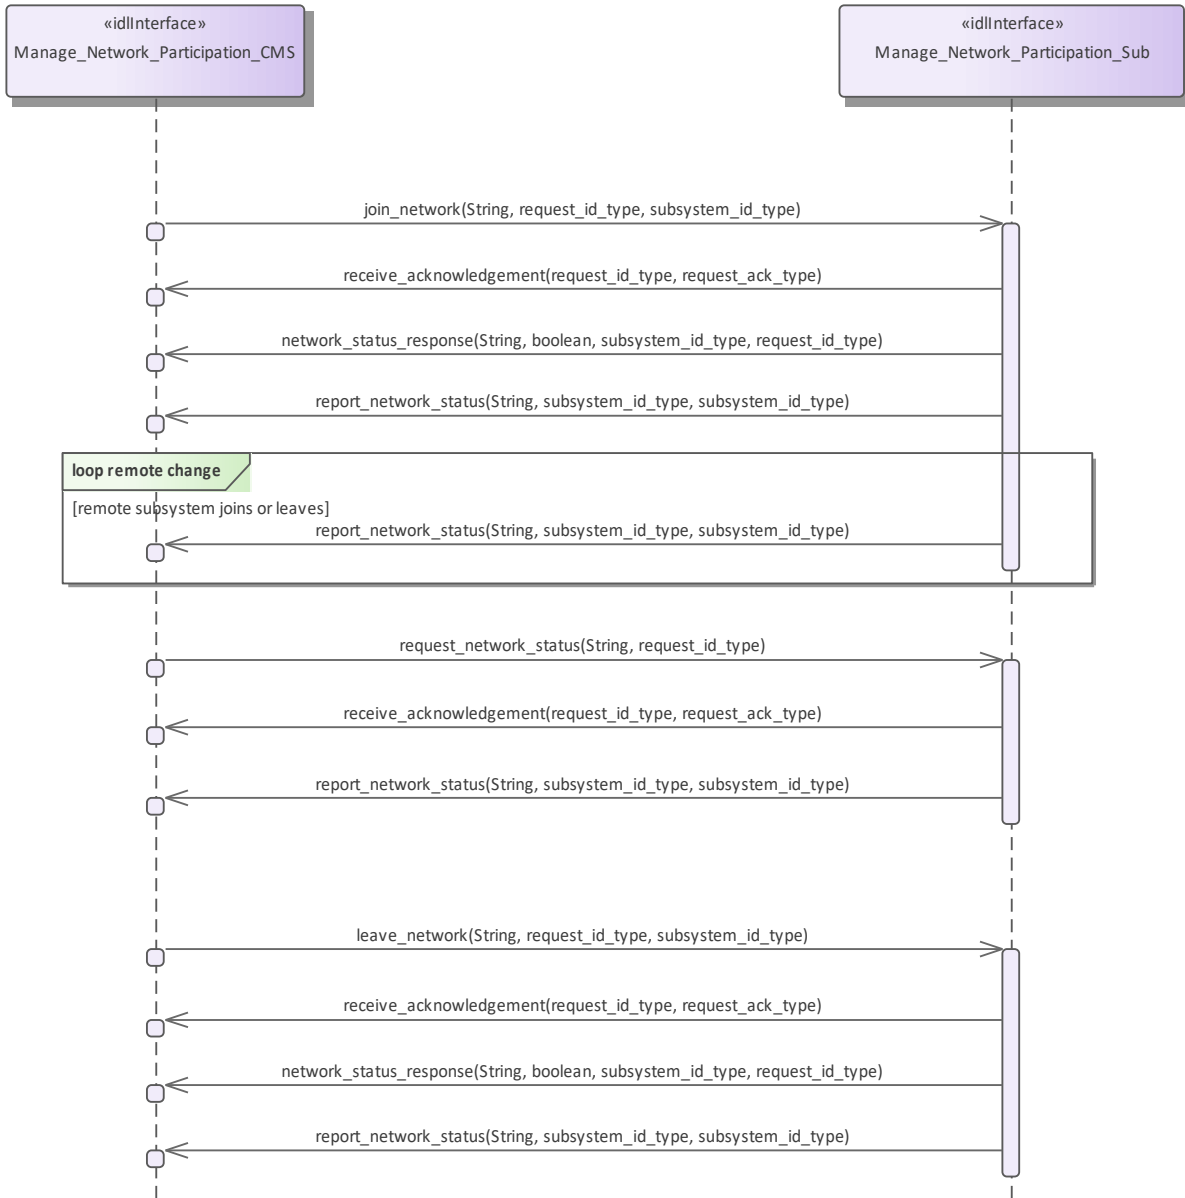 «idlInterface»
Manage_Network_Participation_CMS
«idlInterface»
Manage_Network_Participation_Sub
join_network(String, request_id_type, subsystem_id_type)
receive_acknowledgement(request_id_type, request_ack_type)
network_status_response(String, boolean, subsystem_id_type, request_id_type)
report_network_status(String, subsystem_id_type, subsystem_id_type)
loop remote change
[remote subsystem joins or leaves]
report_network_status(String, subsystem_id_type, subsystem_id_type)
request_network_status(String, request_id_type)
receive_acknowledgement(request_id_type, request_ack_type)
report_network_status(String, subsystem_id_type, subsystem_id_type)
leave_network(String, request_id_type, subsystem_id_type)
receive_acknowledgement(request_id_type, request_ack_type)
network_status_response(String, boolean, subsystem_id_type, request_id_type)
report_network_status(String, subsystem_id_type, subsystem_id_type)